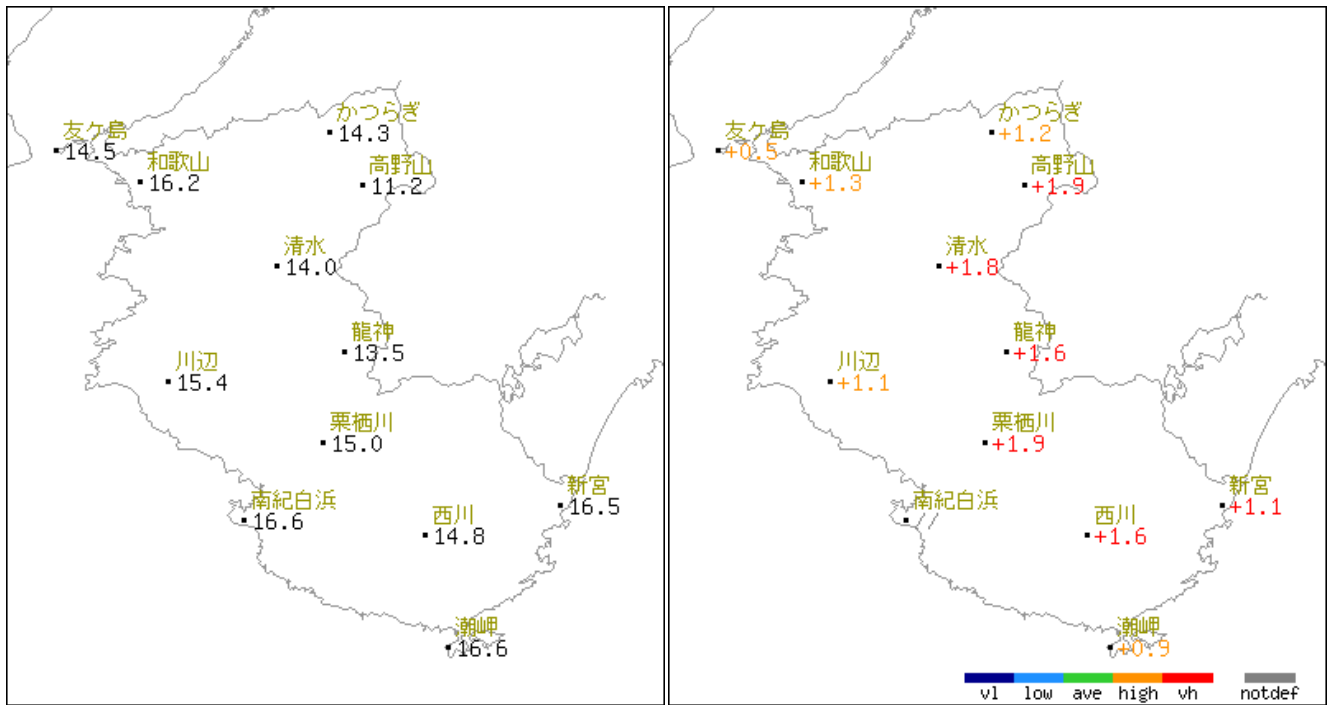 かつらぎ
14.3
友ケ島
14.5
和歌山
16.2
高野山
11.2
清水
14.0
龍神
13.5
川辺
15.4
栗栖川
15.0
南紀白浜
16.6
新宮
16.5
西川
14.8
潮岬
16.6
かつらぎ
+1.2
友ケ島
+0.5
和歌山
+1.3
高野山
+1.9
清水
+1.8
龍神
+1.6
川辺
+1.1
栗栖川
+1.9
南紀白浜
//
新宮
+1.1
西川
+1.6
潮岬
+0.9
vl low ave high vh notdef